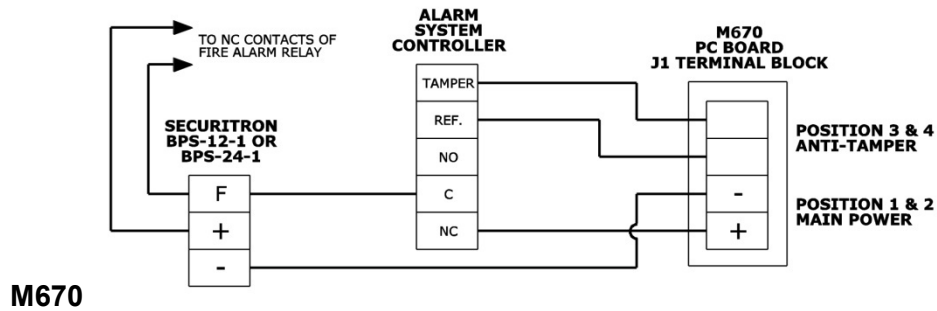 TO NC CONTACTS OF
FIRE ALARM RELAY
ALARM
SYSTEM
CONTROLLER
M670
PC BOARD
J1 TERMINAL BLOCK
SECURITRON
BPS-12-1 OR
BPS-24-1
F
+
-
TAMPER
REF.
NO
C
NC
-
+
POSITION 3 & 4
ANTI-TAMPER
POSITION 1 & 2
MAIN POWER
M670